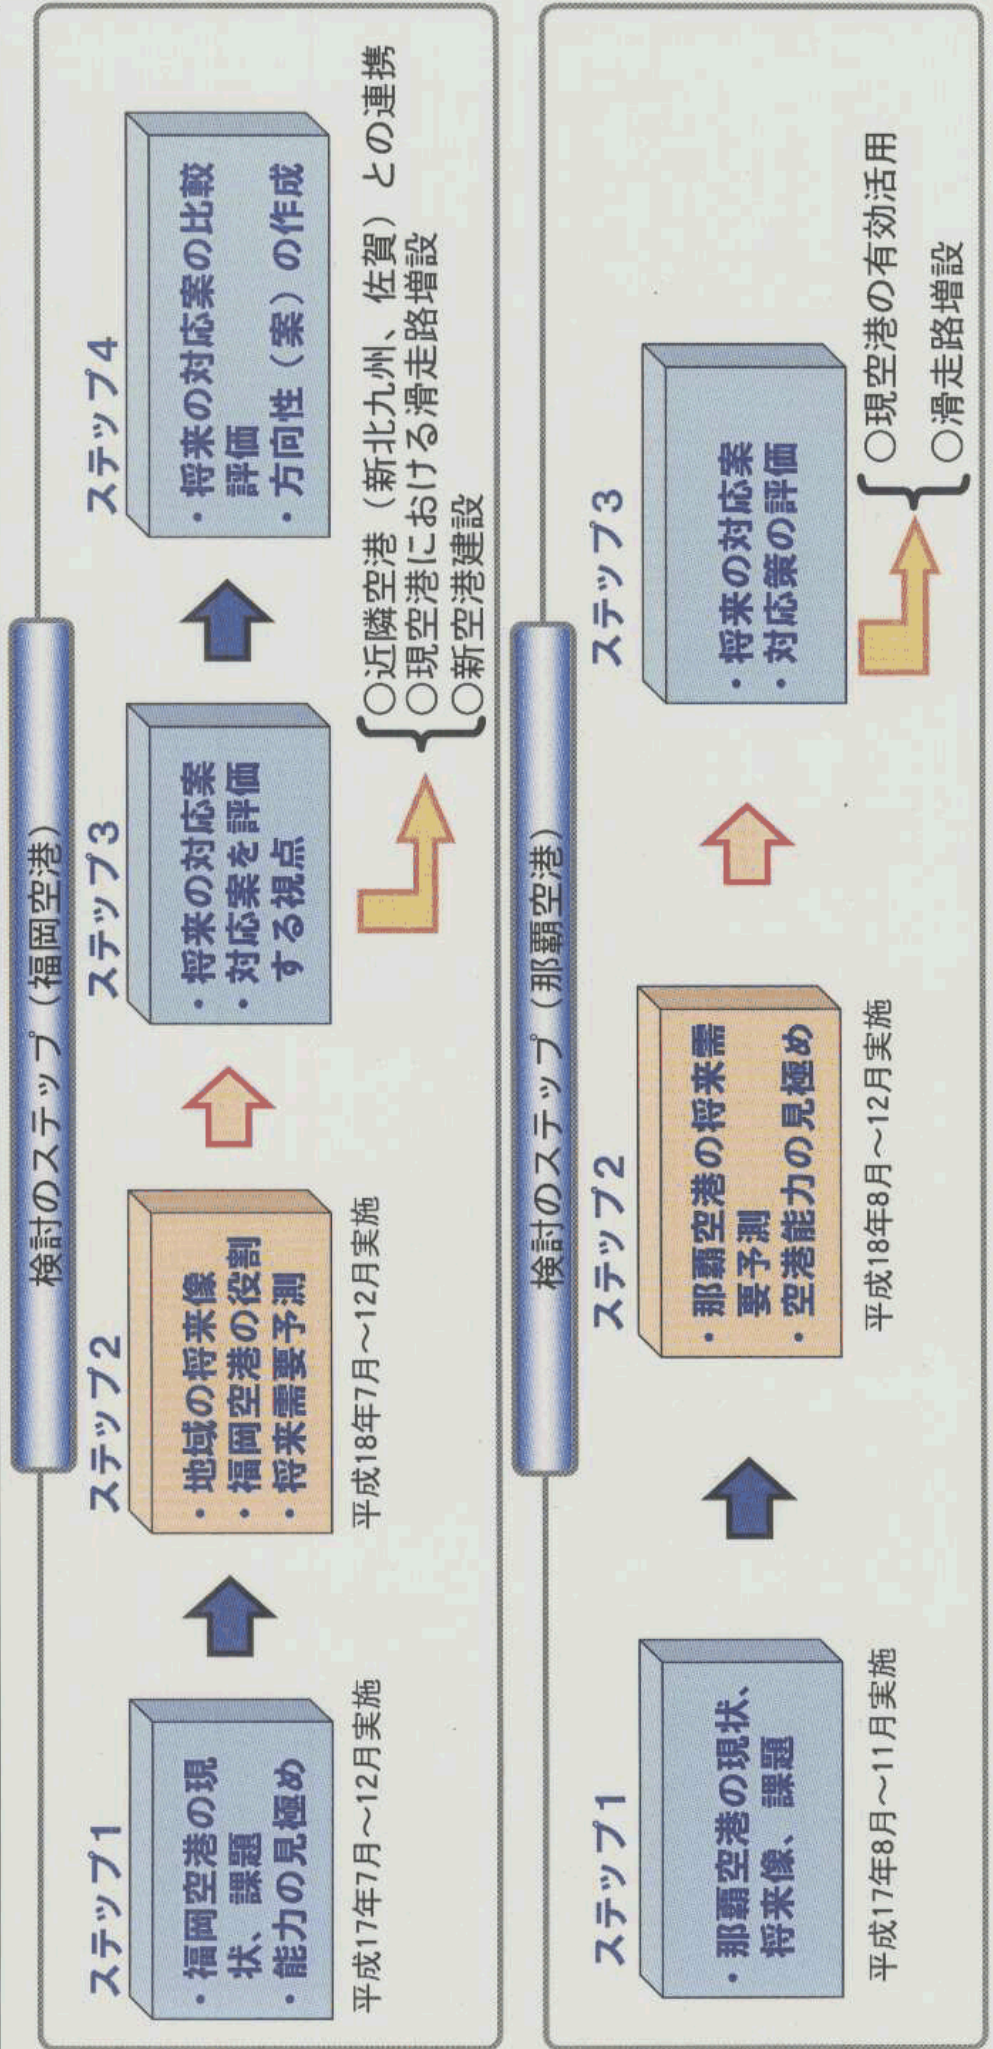 検討のステップ（福岡空港）
ステップ1
・福岡空港の現
状、課題
・能力の見極め
平成17年7月～12月実施
ステップ2
・地域の将来像
・福岡空港の役割
・将来需要予測
平成18年7月～12月実施
ステップ3
・将来の対応案
・対応案を評価
する視点
○近隣空港（新北九州、佐賀）との連携
○現空港における滑走路増設
○新空港建設
ステップ4
・将来の対応案の比較
評価
・方向性（案）の作成
検討のステップ（那覇空港）
ステップ1
・那覇空港の現状、
将来像、課題
平成17年8月～11月実施
ステップ2
・那覇空港の将来需
要予測
・空港能力の見極め
平成18年8月～12月実施
ステップ3
・将来の対応案
・対応策の評価
○現空港の有効活用
○滑走路増設